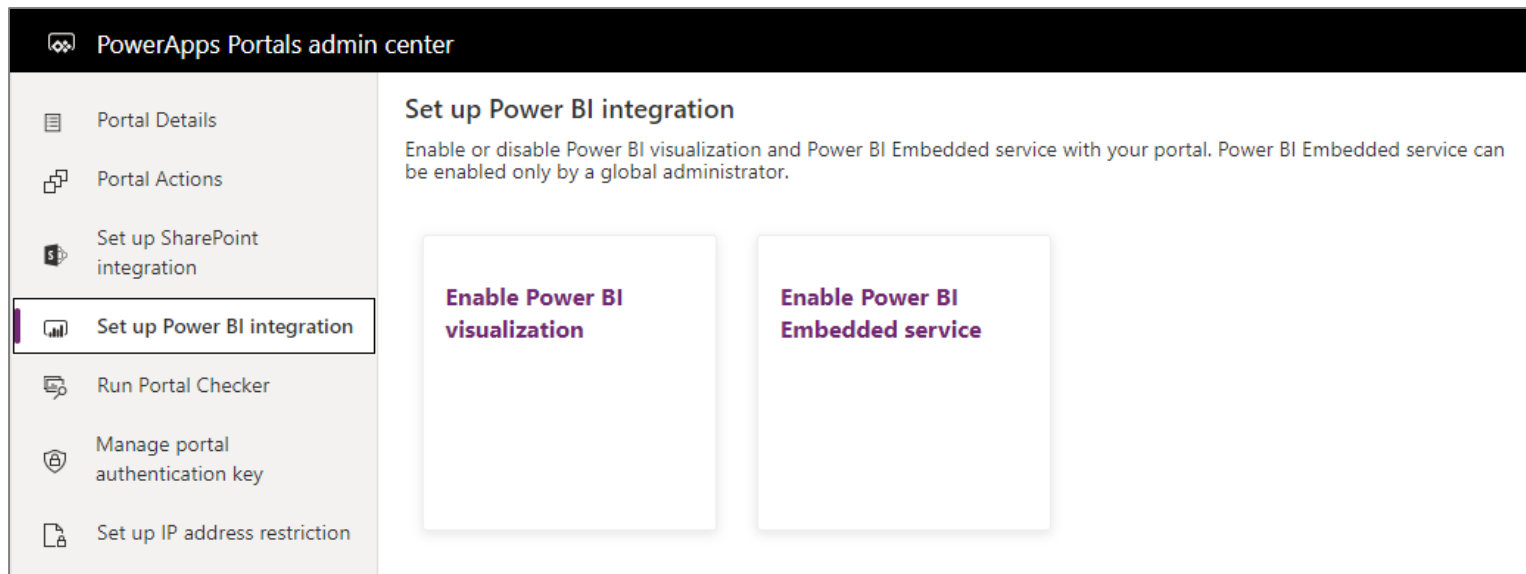 PowerApps Portals admin center
Portal Details
Portal Actions
Set up SharePoint
integration
Set up Power BI integration
Run Portal Checker
Manage portal
authentication key
Set up IP address restriction
Set up Power BI integration
Enable or disable Power BI visualization and Power BI Embedded service with your portal. Power BI Embedded service can
be enabled only by a global administrator.
Enable Power BI
visualization
Enable Power BI
Embedded service